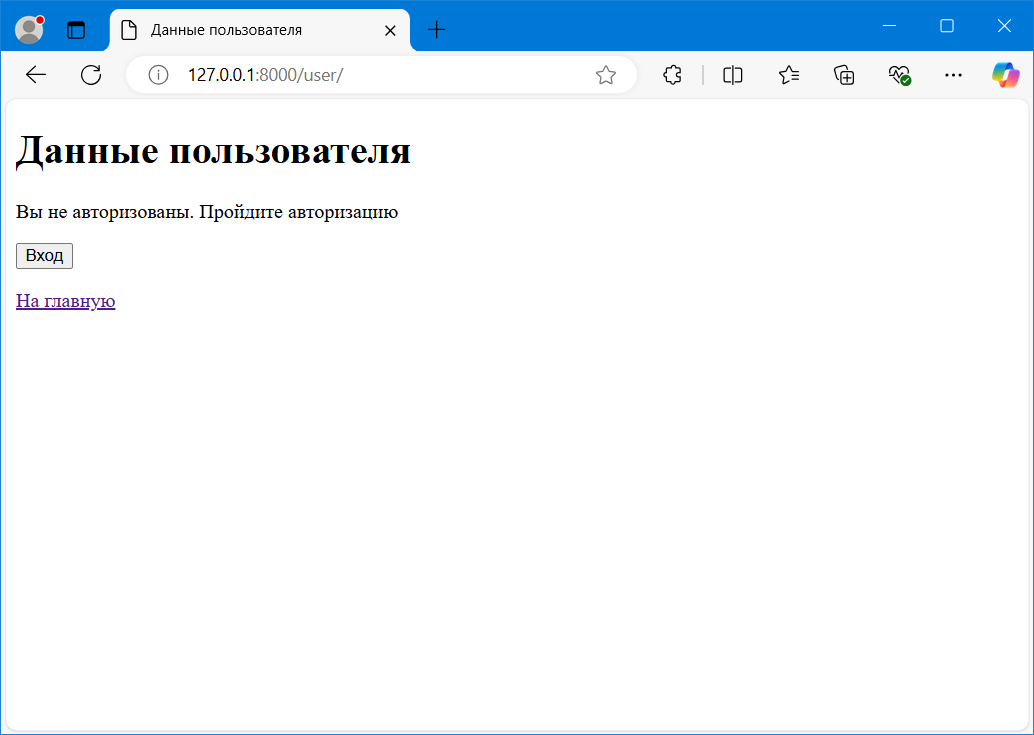 Данные пользователя
127.0.0.1:8000/user/
Данные пользователя
Вы не авторизованы. Пройдите авторизацию
Вход
На главную